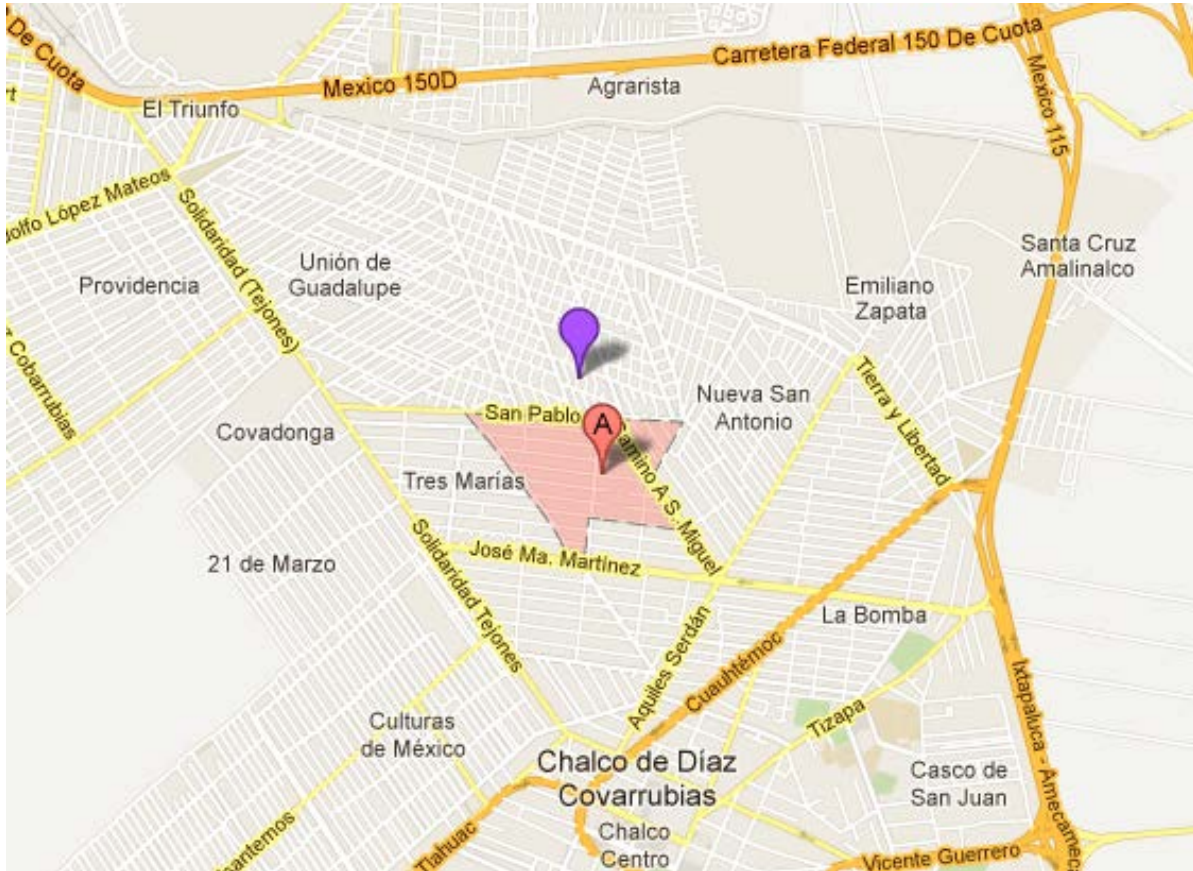 De Cuota
Mexico 150D
Carretera Federal 150 De Cuota
Mexico 115
El Triunfo
Agrarista
olfo López Mateos
Solidaridad (Tejones)
Providencia
Unión de
Guadalupe
Emiliano
Zapata
Santa Cruz
Amalinalco
Cobarrubias
Covadonga
San Pablo
A
Camino A S. Miguel
Nueva San
Antonio
Tierra y Libertad
Tres Marías
21 de Marzo
José Ma. Martinez
Solidaridad Tejones
La Bomba
Aquiles Serdán
Cuauhtémoc
Tizapa
Ixtapaluca - Amecameca
Culturas
de México
Chalco de Díaz
Covarrubias
Casco de
San Juan
Chalco
Centro
antemos
Tlahuac
Vicente Guerrero